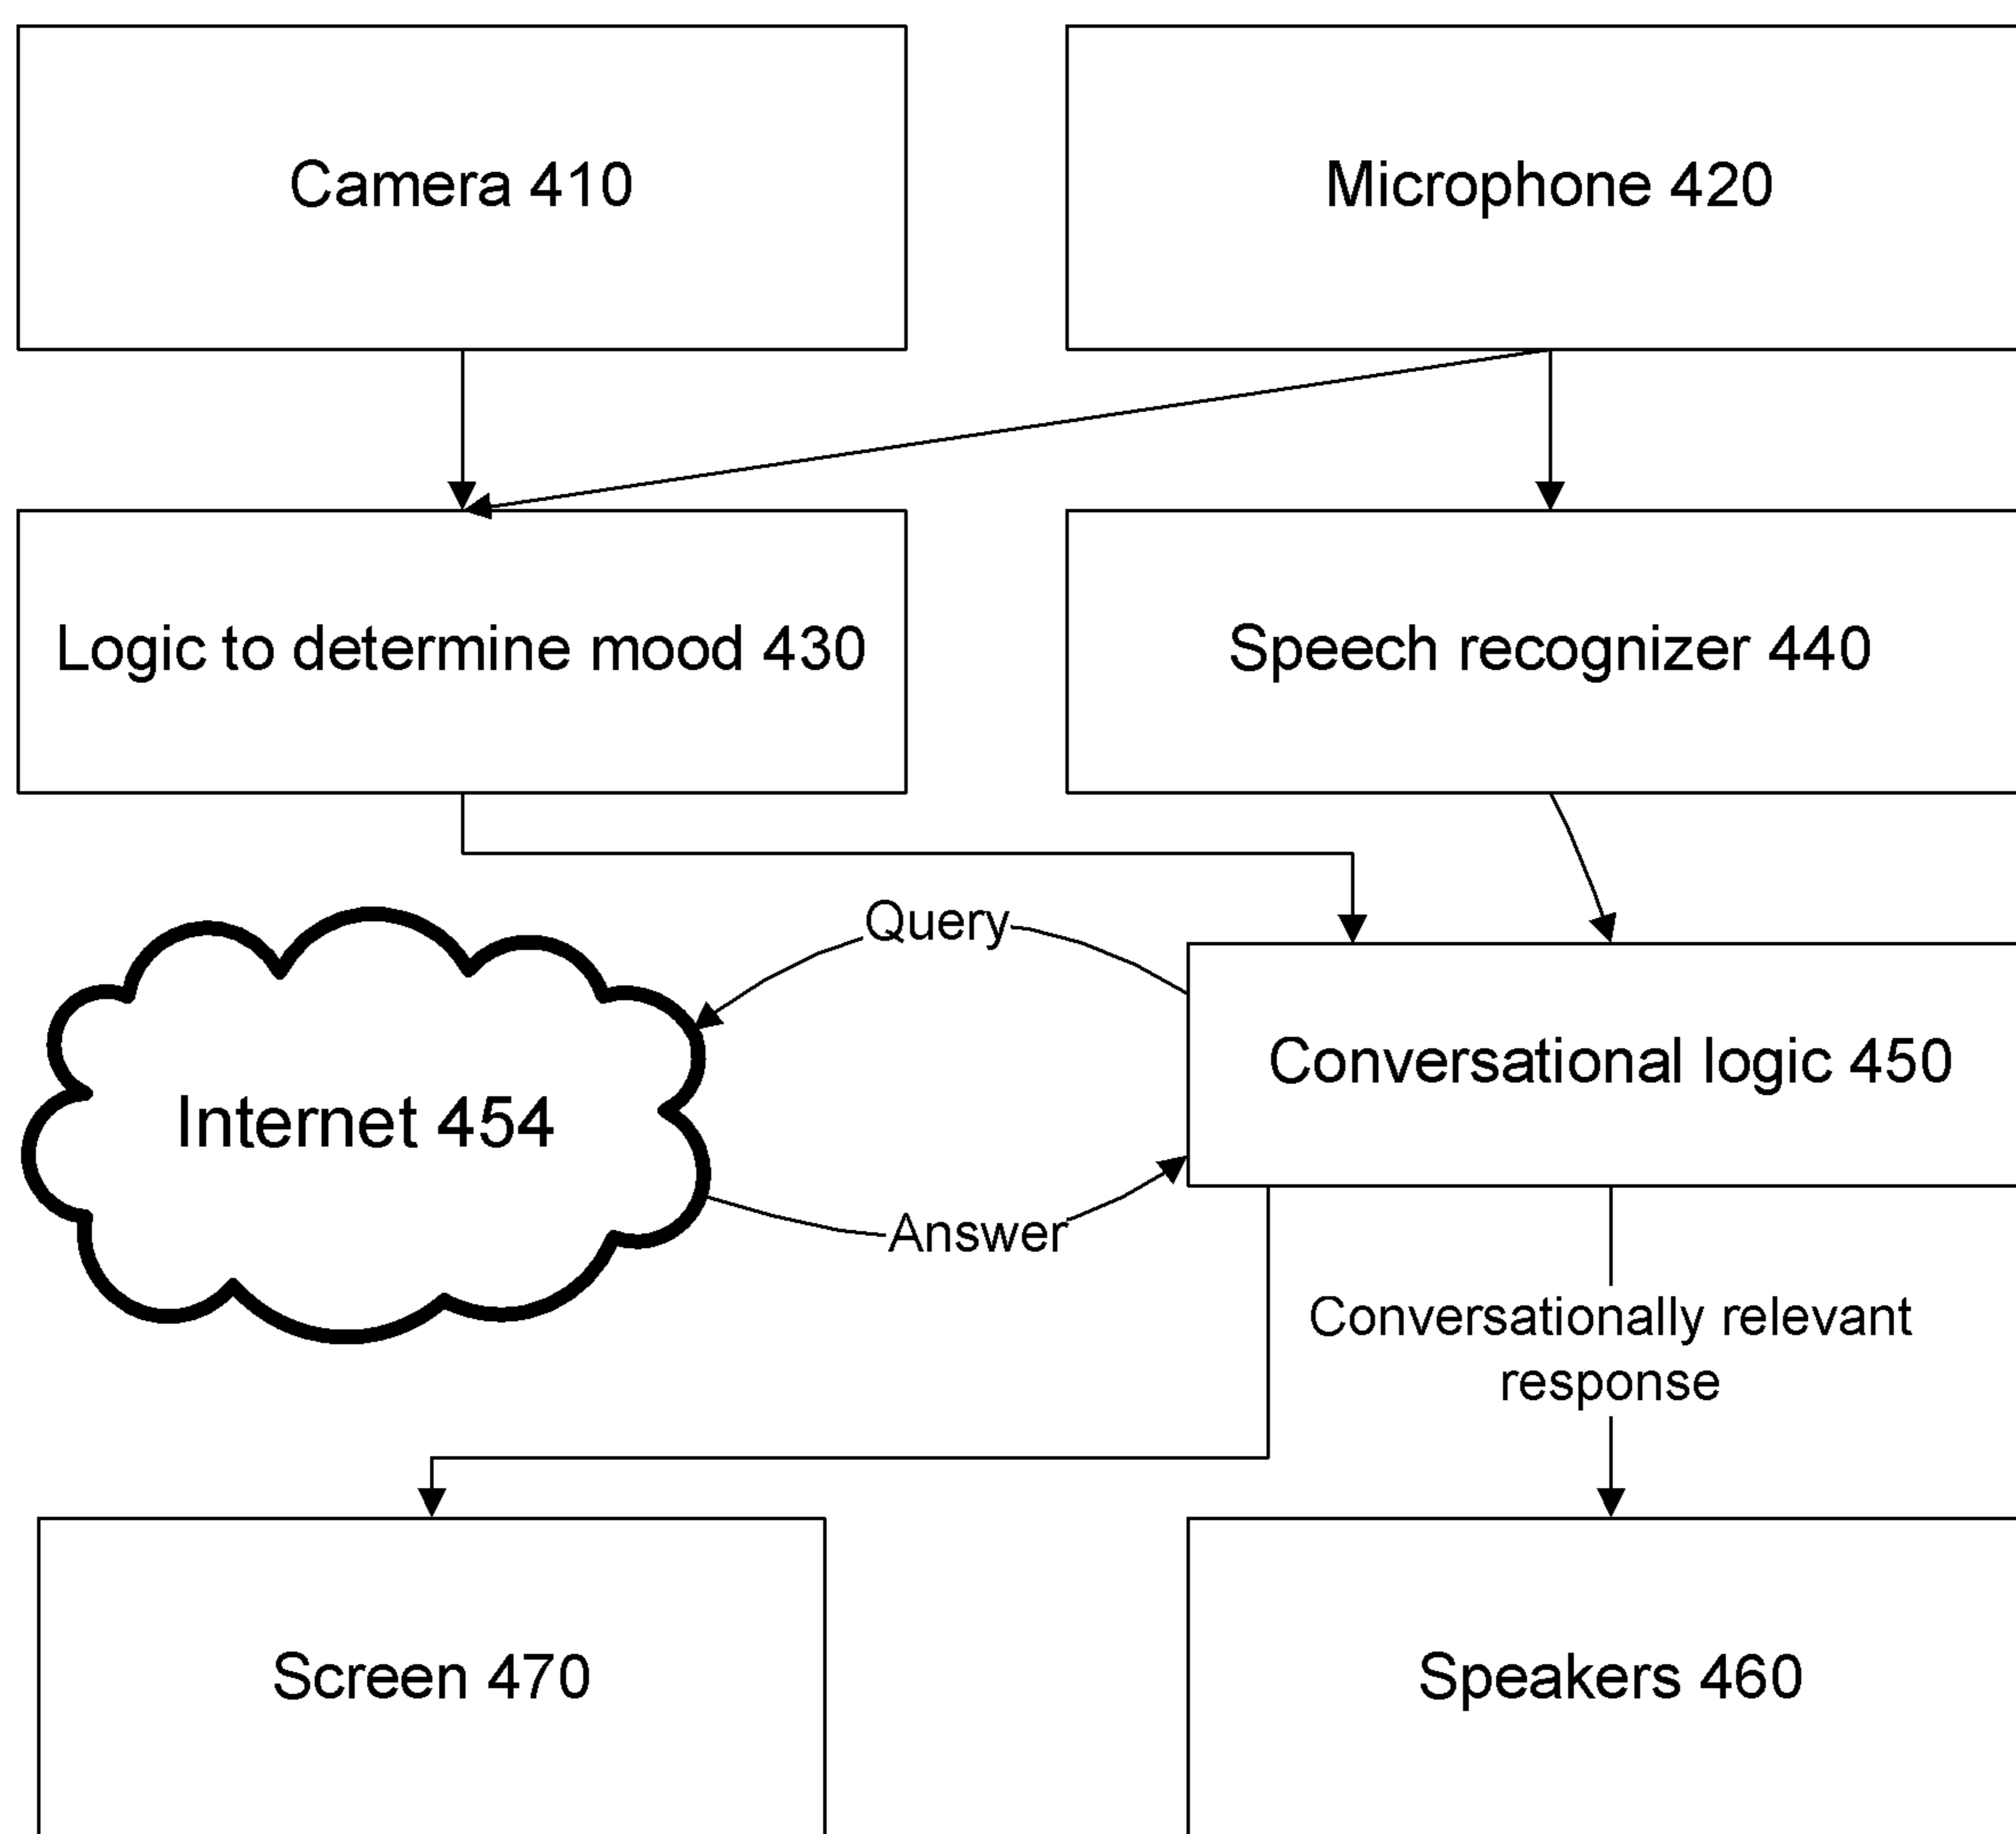 Camera 410
Microphone 420
Logic to determine mood 430
Speech recognizer 440
Query
Conversational logic 450
Internet 454
Answer
Conversationally relevant
response
Screen 470
Speakers 460